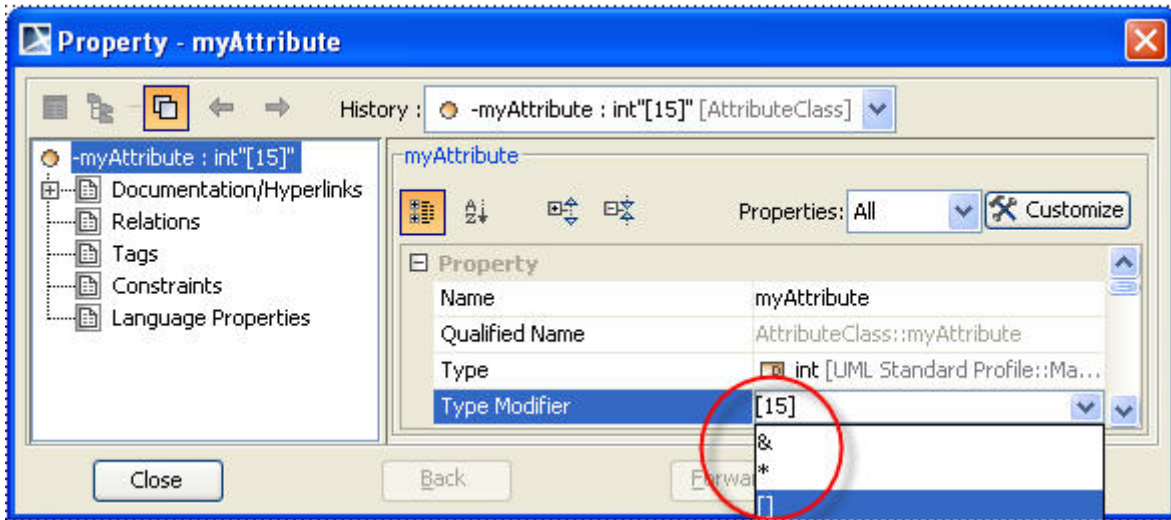 Property - myAttribute
History : -myAttribute : int"[15]" [AttributeClass]
-myAttribute : int"[15]"
Documentation/Hyperlinks
Relations
Tags
Constraints
Language Properties
myAttribute
Properties: All Customize
Property
Name myAttribute
Qualified Name AttributeClass::myAttribute
Type int [UML Standard Profile::Ma...
Type Modifier [15]
&
*
[]
Close Back Forwa